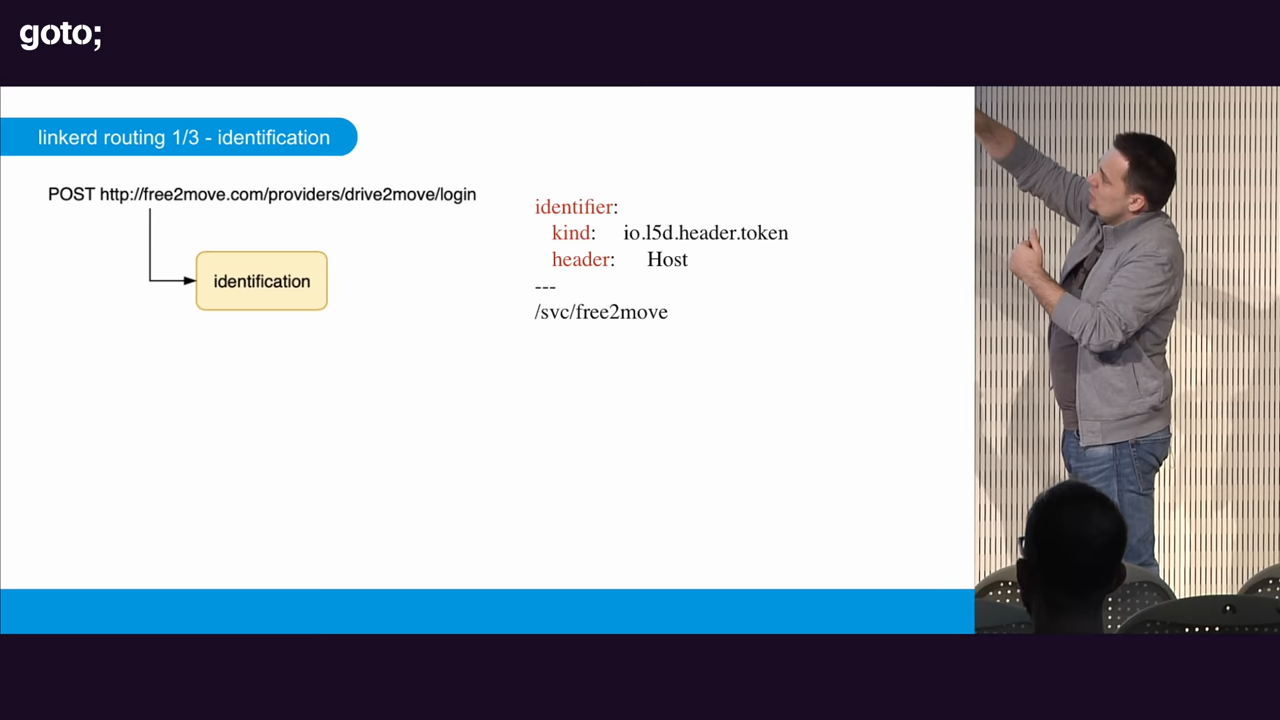 goto;
linkerd routing 1/3 - identification
POST http://free2move.com/providers/drive2move/login
identification
identifier:
kind: io.l5d.header.token
header: Host
---
/svc/free2move